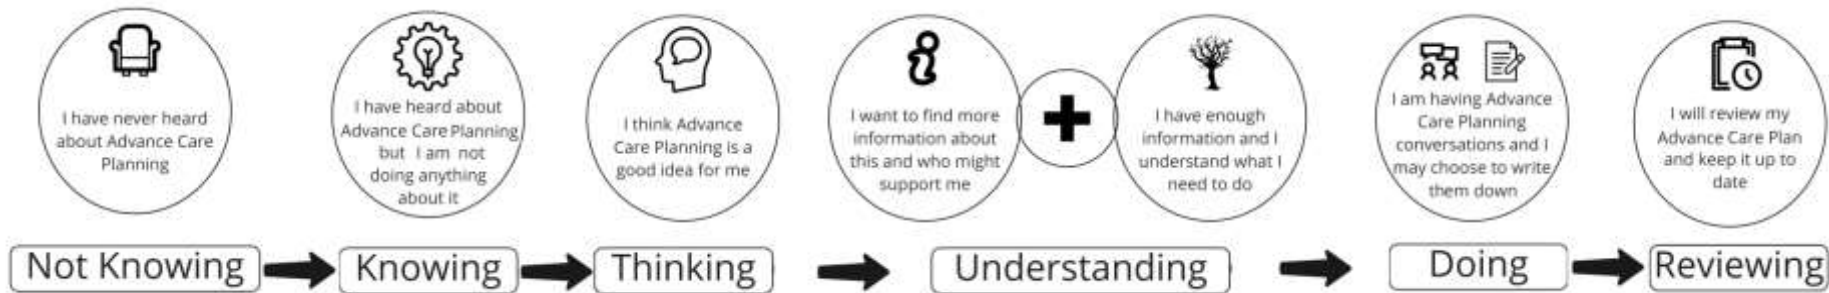 I have never heard
about Advance Care
Planning
I have heard about
Advance Care Planning
but I am not
doing anything
about it
I think Advance
Care Planning is a
good idea for me
I want to find more
information about
this and who might
support me
I have enough
information and I
understand what I
need to do
I am having Advance
Care Planning
conversations and I
may choose to write
them down
I will review my
Advance Care Plan
and keep it up to
date
Not Knowing
Knowing
Thinking
Understanding
Doing
Reviewing